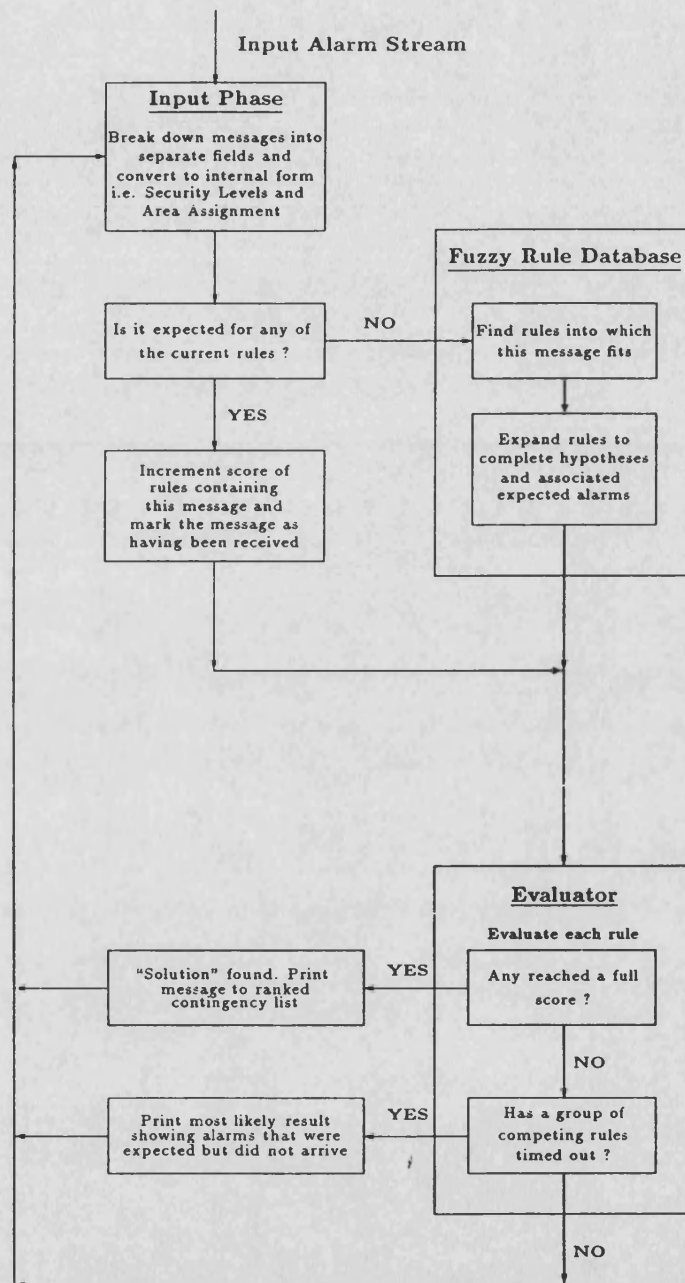 Input Alarm Stream
Input Phase
Break down messages into
separate fields and
convert to internal form
i.e. Security Levels and
Area Assignment
Fuzzy Rule Database
Is it expected for any of
the current rules ?
NO
Find rules into which
this message fits
YES
Expand rules to
complete hypotheses
and associated
expected alarms
Increment score of
rules containing
this message and
mark the message as
having been received
Evaluator
Evaluate each rule
"Solution" found. Print
message to ranked
contingency list
YES
Any reached a full
score ?
NO
Print most likely result
showing alarms that were
expected but did not arrive
YES
Has a group of
competing rules
timed out ?
NO